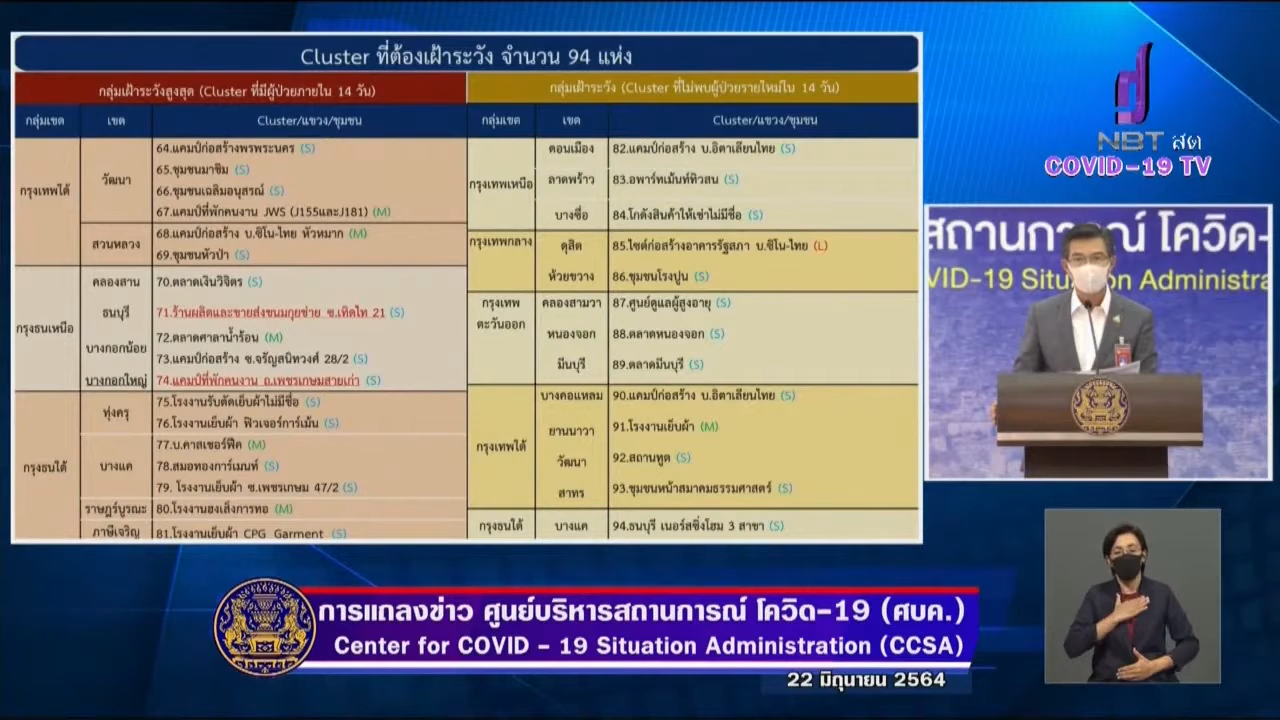 Cluster ที่ต้องเฝ้าระวัง จำนวน 94 แห่ง
กลุ่มเฝ้าระวังสูงสุด (Cluster ที่มีผู้ป่วยภายใน 14 วัน)
กลุ่มเขต เขต Cluster/แขวง/ชุมชน
กรุงเทพใต้
วัฒนา
64.แคมป์ก่อสร้างพรพระนคร (S)
65.ชุมชนมาชิม (S)
66.ชุมชนเฉลิมอนุสรณ์ (S)
67.แคมป์ที่พักคนงาน JWS (J155และJ181) (M)
สวนหลวง
68.แคมป์ก่อสร้าง บ.ซิโน-ไทย หัวหมาก (M)
69.ชุมชนหัวป่า (S)
กรุงธนเหนือ
คลองสาน
70.ตลาดเงินวิจิตร (S)
ธนบุรี
71.ร้านผลิตและขายส่งขนมกุยช่าย ซ.เทิดไท 21 (S)
บางกอกน้อย
72.ตลาดศาลาน้ำร้อน (M)
73.แคมป์ก่อสร้าง ซ.จรัญสนิทวงศ์ 28/2 (S)
บางกอกใหญ่
74.แคมป์ที่พักคนงาน ถ.เพชรเกษมสายเก่า (S)
กรุงธนใต้
ทุ่งครุ
75.โรงงานรับตัดเย็บผ้าไม่มีชื่อ (S)
76.โรงงานเย็บผ้า ฟิวเจอร์การ์เม้น (S)
บางแค
77.บ.คาสเซอร์พีค (M)
78.สมอทองการ์เมนท์ (S)
79. โรงงานเย็บผ้า ซ.เพชรเกษม 47/2 (S)
ราษฎร์บูรณะ 80.โรงงานฮงเส็งการทอ (M)
ภาษีเจริญ 81.โรงงานเย็บผ้า CPG Garment (S)
กลุ่มเฝ้าระวัง (Cluster ที่ไม่พบผู้ป่วยรายใหม่ใน 14 วัน)
กลุ่มเขต เขต Cluster/แขวง/ชุมชน
กรุงเทพเหนือ
ดอนเมือง 82.แคมป์ก่อสร้าง บ.อิตาเลียนไทย (S)
ลาดพร้าว 83.อพาร์ทเม้นท์ทิวสน (S)
บางซื่อ 84.โกดังสินค้าให้เช่าไม่มีชื่อ (S)
กรุงเทพกลาง
ดุสิต 85.ไซต์ก่อสร้างอาคารรัฐสภา บ.ซิโน-ไทย (L)
ห้วยขวาง 86.ชุมชนโรงปูน (S)
กรุงเทพ
ตะวันออก
คลองสามวา 87.ศูนย์ดูแลผู้สูงอายุ (S)
หนองจอก 88.ตลาดหนองจอก (S)
มีนบุรี 89.ตลาดมีนบุรี (S)
กรุงเทพใต้
บางคอแหลม 90.แคมป์ก่อสร้าง บ.อิตาเลียนไทย (S)
ยานนาวา 91.โรงงานเย็บผ้า (M)
วัฒนา 92.สถานทูต (S)
สาทร 93.ชุมชนหน้าสมาคมธรรมศาสตร์ (S)
กรุงธนใต้ บางแค 94.ธนบุรี เนอร์สซิ่งโฮม 3 สาขา (S)
NBT สด
COVID-19 TV
สถานการณ์ โควิด-
VID-19 Situation Administra
การแถลงข่าว ศูนย์บริหารสถานการณ์ โควิด-19 (ศบค.)
Center for COVID – 19 Situation Administration (CCSA)
22 มิถุนายน 2564